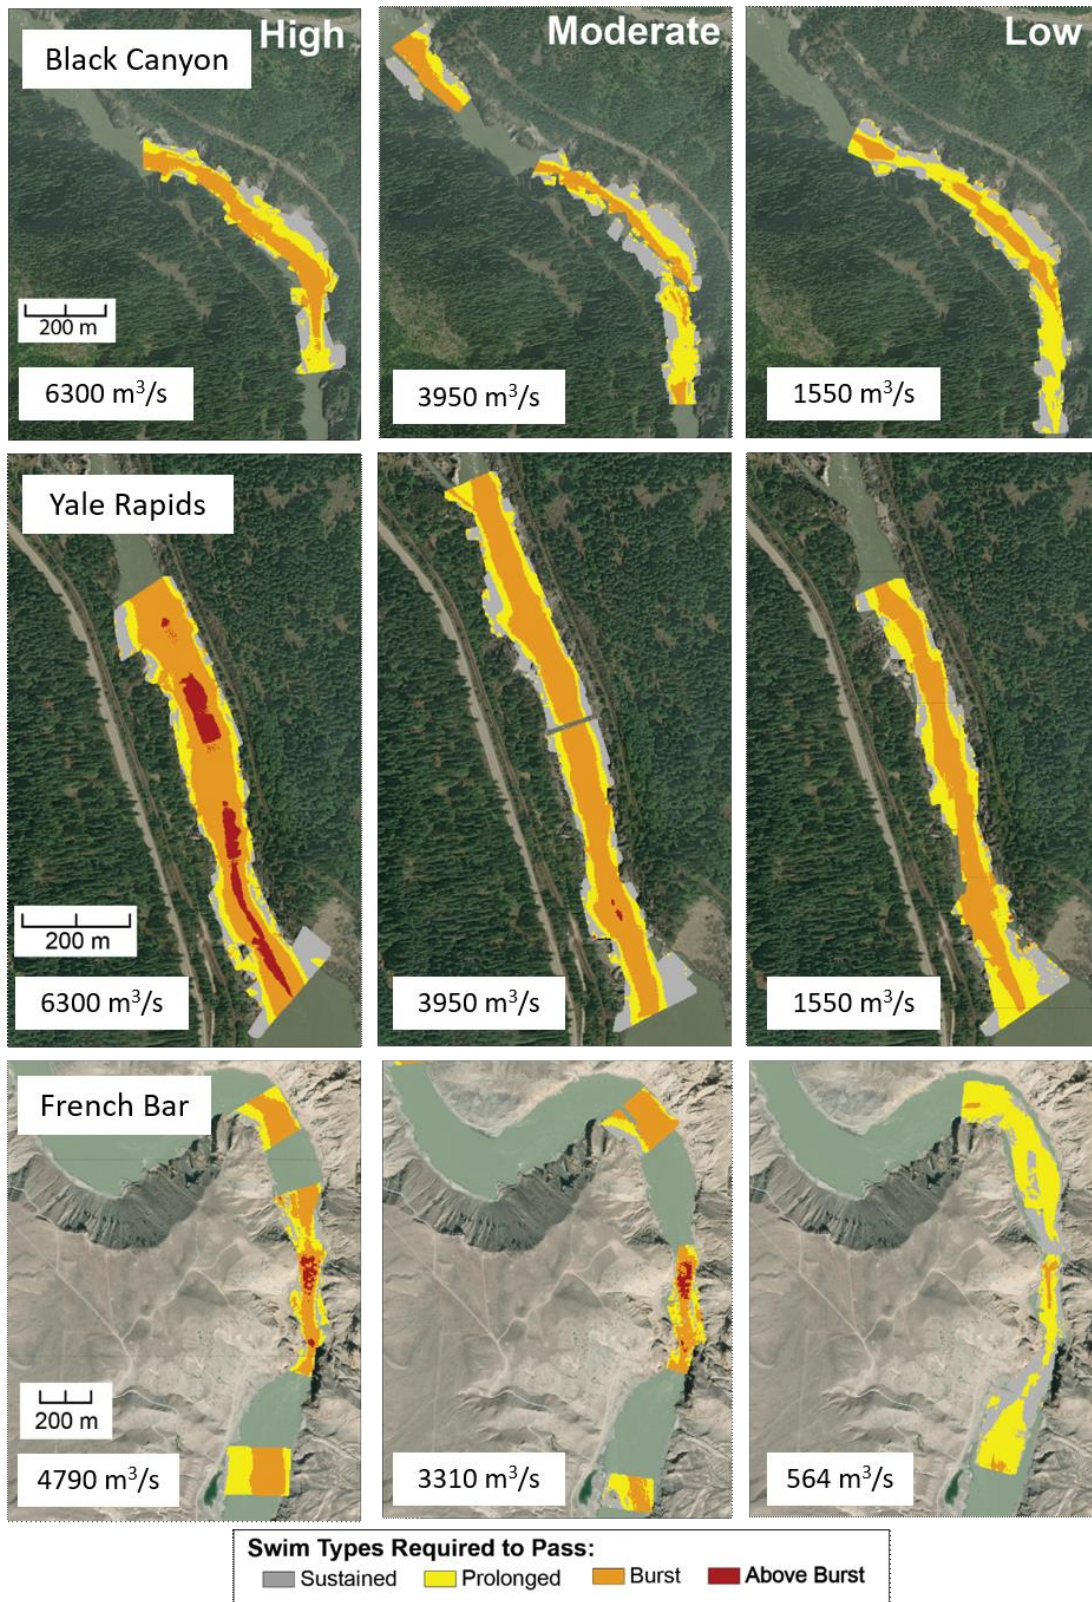 High
Moderate
Low
Black Canyon
200 m
6300 m³/s
3950 m³/s
1550 m³/s
Yale Rapids
200 m
6300 m³/s
3950 m³/s
1550 m³/s
French Bar
200 m
4790 m³/s
3310 m³/s
564 m³/s
Swim Types Required to Pass:
Sustained Prolonged Burst Above Burst